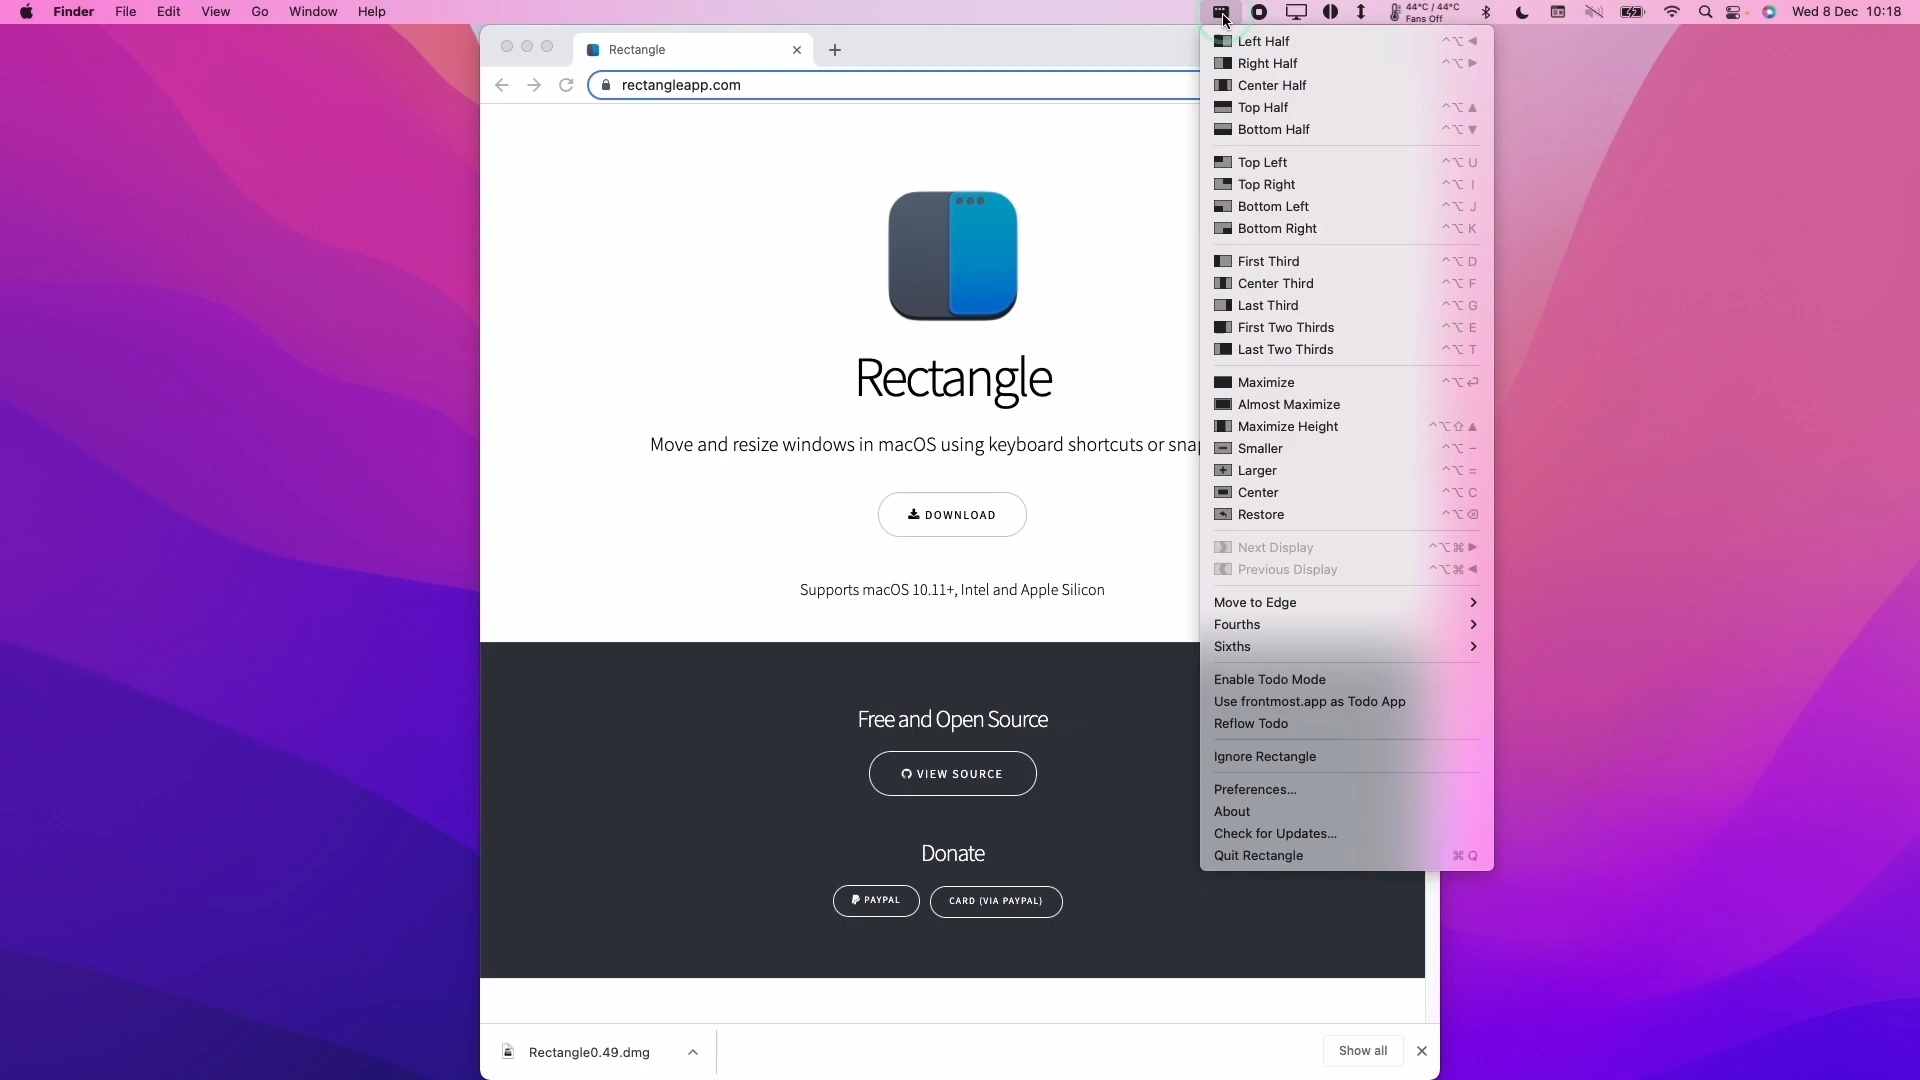 Finder File Edit View Go Window Help
44°C / 44°C
Fans Off
Wed 8 Dec 10:18
Rectangle
rectangleapp.com
Rectangle
Move and resize windows in macOS using keyboard shortcuts or
DOWNLOAD
Supports macOS 10.11+, Intel and Apple Silicon
Free and Open Source
VIEW SOURCE
Donate
PAYPAL
CARD (VIA PAYPAL)
Rectangle0.49.dmg
Show all
Left Half ^⌥◀
Right Half ^⌥▶
Center Half
Top Half ^⌥▲
Bottom Half ^⌥▼
Top Left ^⌥ U
Top Right ^⌥ I
Bottom Left ^⌥ J
Bottom Right ^⌥ K
First Third ^⌥ D
Center Third ^⌥ F
Last Third ^⌥ G
First Two Thirds ^⌥ E
Last Two Thirds ^⌥ T
Maximize ^⌥↩
Almost Maximize
Maximize Height ^⌥⇧▲
Smaller ^⌥ -
Larger ^⌥ =
Center ^⌥ C
Restore ^⌥⌫
Next Display ^⌥⌘▶
Previous Display ^⌥⌘◀
Move to Edge
Fourths
Sixths
Enable Todo Mode
Use frontmost.app as Todo App
Reflow Todo
Ignore Rectangle
Preferences...
About
Check for Updates...
Quit Rectangle ⌘ Q